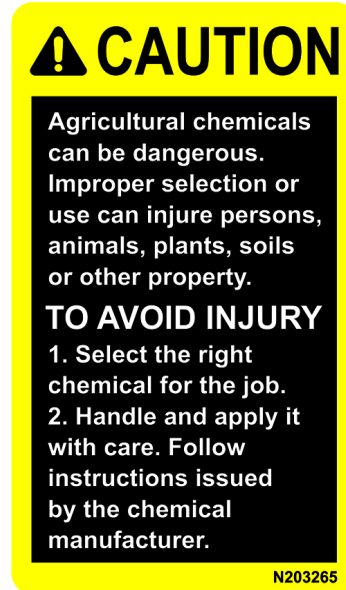 CAUTION
Agricultural chemicals
can be dangerous.
Improper selection or
use can injure persons,
animals, plants, soils
or other property.
TO AVOID INJURY
1. Select the right
chemical for the job.
2. Handle and apply it
with care. Follow
instructions issued
by the chemical
manufacturer.
N203265